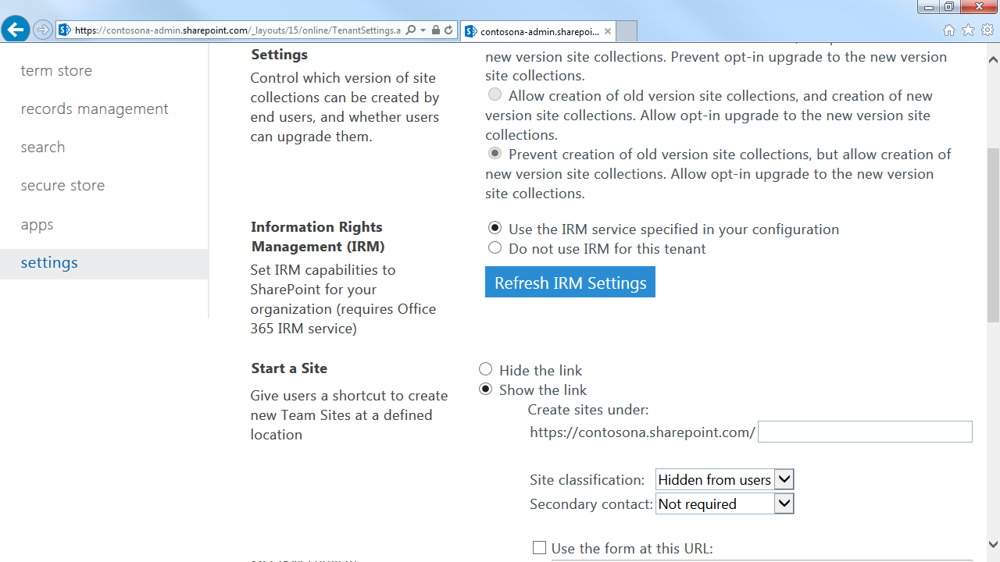 https://contosona-admin.sharepoint.com/_layouts/15/online/TenantSettings.a
contosona-admin.sharepoi...
term store
records management
search
secure store
apps
settings
Settings
Control which version of site
collections can be created by
end users, and whether users
can upgrade them.
new version site collections. Prevent opt-in upgrade to the new version
site collections.
Allow creation of old version site collections, and creation of new
version site collections. Allow opt-in upgrade to the new version site
collections.
Prevent creation of old version site collections, but allow creation of
new version site collections. Allow opt-in upgrade to the new version
site collections.
Information Rights
Management (IRM)
Set IRM capabilities to
SharePoint for your
organization (requires Office
365 IRM service)
Use the IRM service specified in your configuration
Do not use IRM for this tenant
Refresh IRM Settings
Start a Site
Give users a shortcut to create
new Team Sites at a defined
location
Hide the link
Show the link
Create sites under:
https://contosona.sharepoint.com/
Site classification: Hidden from users
Secondary contact: Not required
Use the form at this URL: